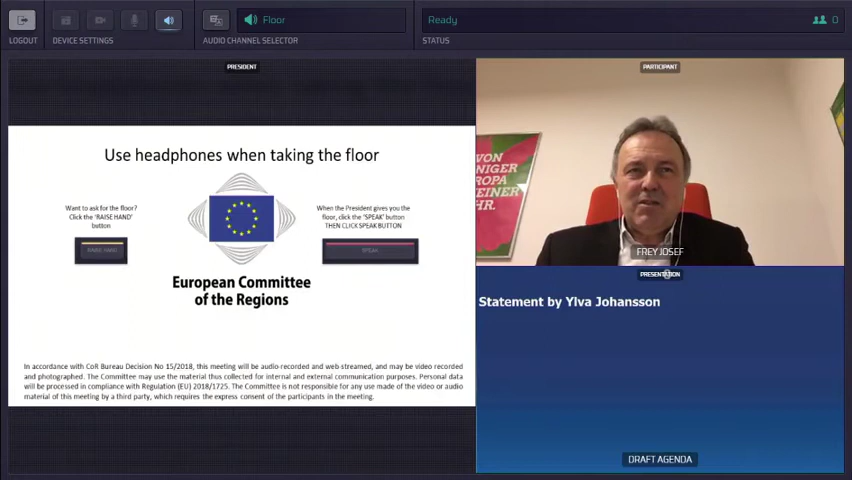 Floor
Ready
0
LOGOUT
DEVICE SETTINGS
AUDIO CHANNEL SELECTOR
STATUS
PRESIDENT
Use headphones when taking the floor
Want to ask for the floor?
Click the 'RAISE HAND'
button
RAISE HAND
When the President gives you the
floor, click the 'SPEAK' button
THEN CLICK SPEAK BUTTON
SPEAK
European Committee
of the Regions
In accordance with CoR Bureau Decision No 15/2018, this meeting will be audio-recorded and web-streamed, and may be video recorded
and photographed. The Committee may use the material thus collected for internal and external communication purposes. Personal data
will be processed in compliance with Regulation (EU) 2018/1725. The Committee is not responsible for any use made of the video or audio
material of this meeting by a third party, which requires the express consent of the participants in the meeting.
PARTICIPANT
VON
NIGER
ROPA
EINER
HR.
FREY JOSEF
PRESENTATION
Statement by Ylva Johansson
DRAFT AGENDA